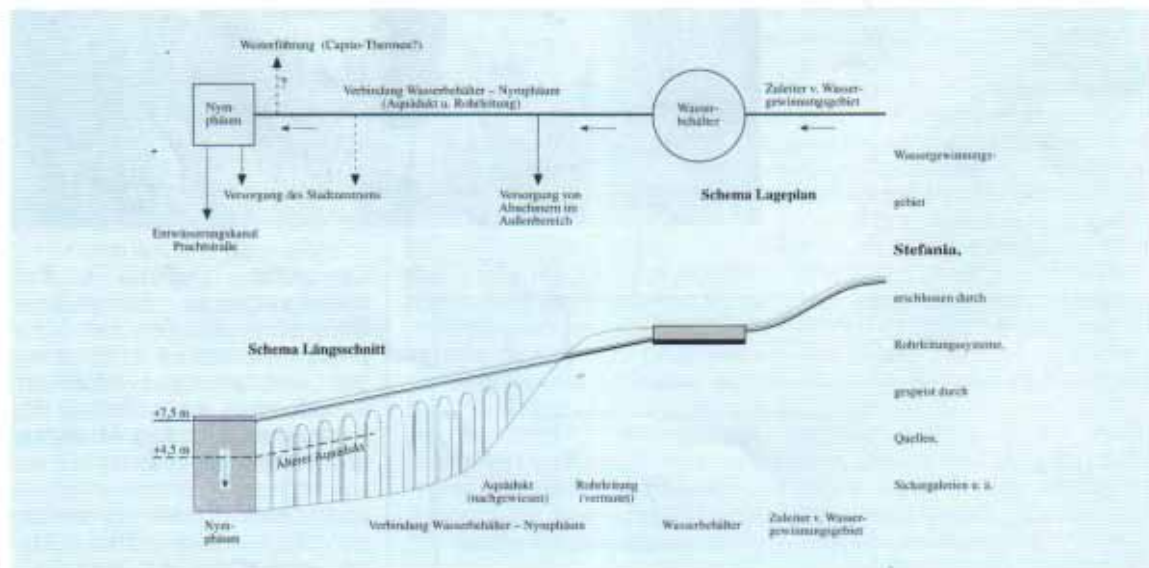 Weiterführung (Capito-Thermen?)
Verbindung Wasserbehälter – Nymphäum
(Aquädukt u. Rohrleitung)
Zuleiter v. Wasser-
gewinnungsgebiet
Nym-
phäum
Wasser-
behälter
Versorgung des Stadtzentrums
Versorgung von
Abnehmern im
Außenbereich
Schema Lageplan
Entwässerungskanal
Prachtstraße
Wassergewinnungs-
gebiet
Stefania,
erschlossen durch
Rohrleitungssysteme,
gespeist durch
Quellen,
Sickergalerien u. ä.
Schema Längsschnitt
+7,5 m
+4,5 m
Älterer Aquädukt
Aquädukt
(nachgewiesen)
Rohrleitung
(vermutet)
Nym-
phäum
Verbindung Wasserbehälter – Nymphäum
Wasserbehälter
Zuleiter v. Wasser-
gewinnungsgebiet